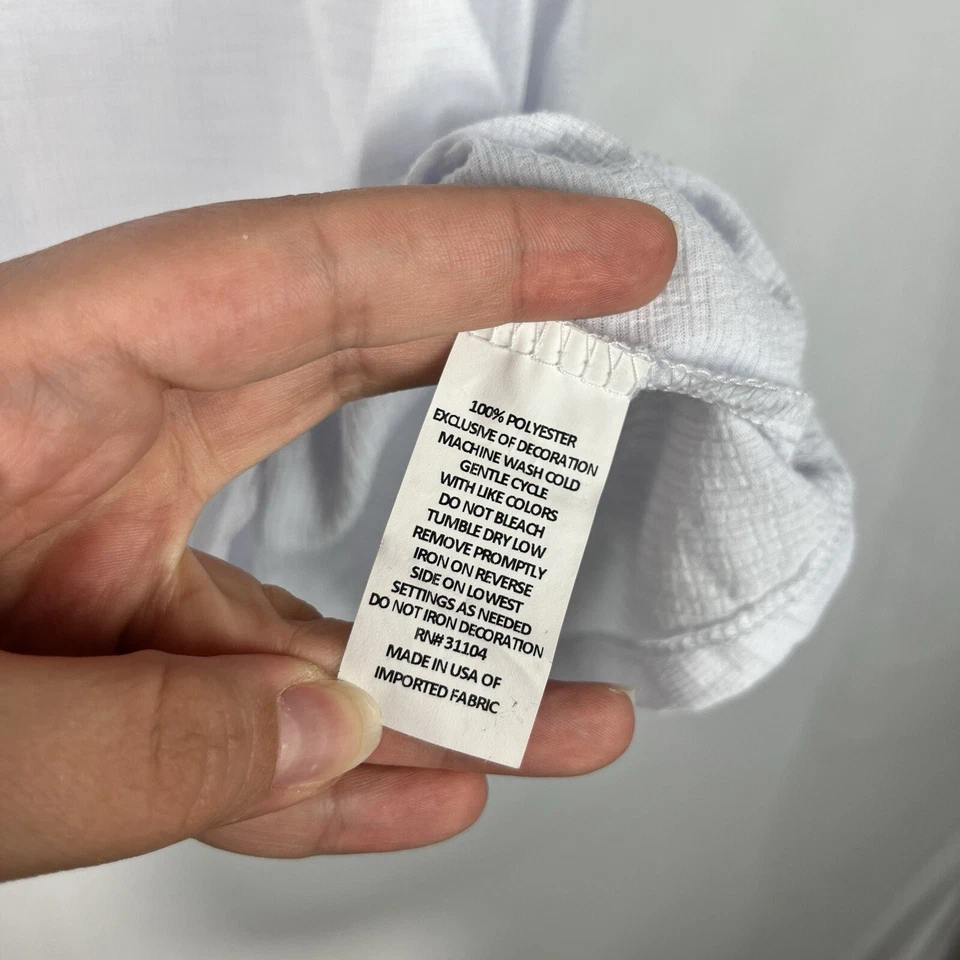 100% POLYESTER
EXCLUSIVE OF DECORATION
MACHINE WASH COLD
GENTLE CYCLE
WITH LIKE COLORS
DO NOT BLEACH
TUMBLE DRY LOW
REMOVE PROMPTLY
IRON ON REVERSE
SIDE ON LOWEST
SETTINGS AS NEEDED
DO NOT IRON DECORATION
RN# 31104
MADE IN USA OF
IMPORTED FABRIC